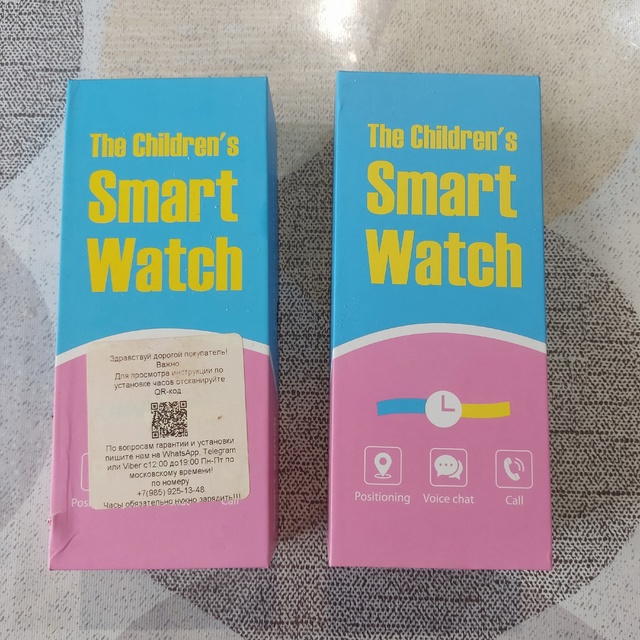 The Children's
Smart
Watch
Здравствуй дорогой покупатель!
Важно
Для просмотра инструкции по
установке часов отсканируйте
QR-код
По вопросам гарантии и установки
пишите нам на WhatsApp, Telegram
или Viber с12:00 до19:00 Пн-Пт по
московскому времени!
по номеру
+7(985) 925-13-48
Часы обязательно нужно зарядить!!!
Pos
Call
The Children's
Smart
Watch
Positioning
Voice chat
Call